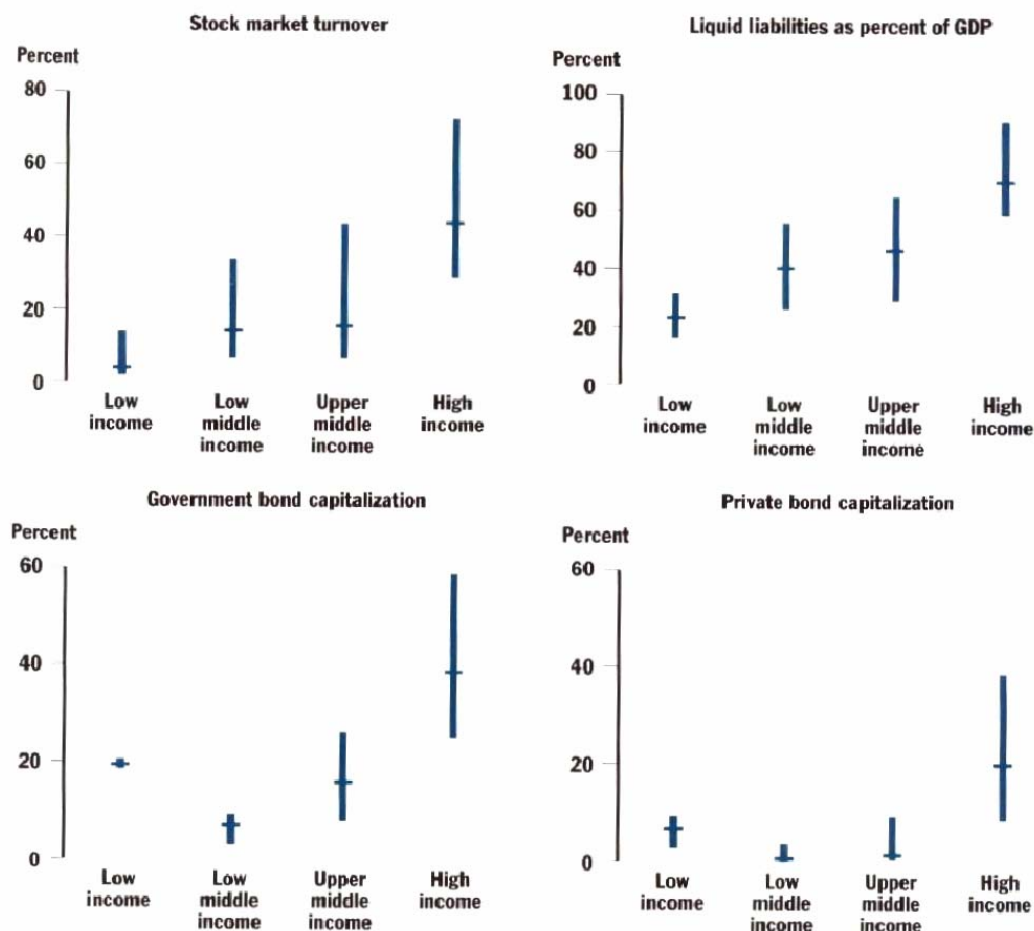 Stock market turnover
Percent
80
60
40
20
0
Low
income
Low
middle
income
Upper
middle
income
High
income
Liquid liabilities as percent of GDP
Percent
100
80
60
40
20
0
Low
income
Low
middle
income
Upper
middle
income
High
income
Government bond capitalization
Percent
60
40
20
0
Low
income
Low
middle
income
Upper
middle
income
High
income
Private bond capitalization
Percent
60
40
20
0
Low
income
Low
middle
income
Upper
middle
income
High
income